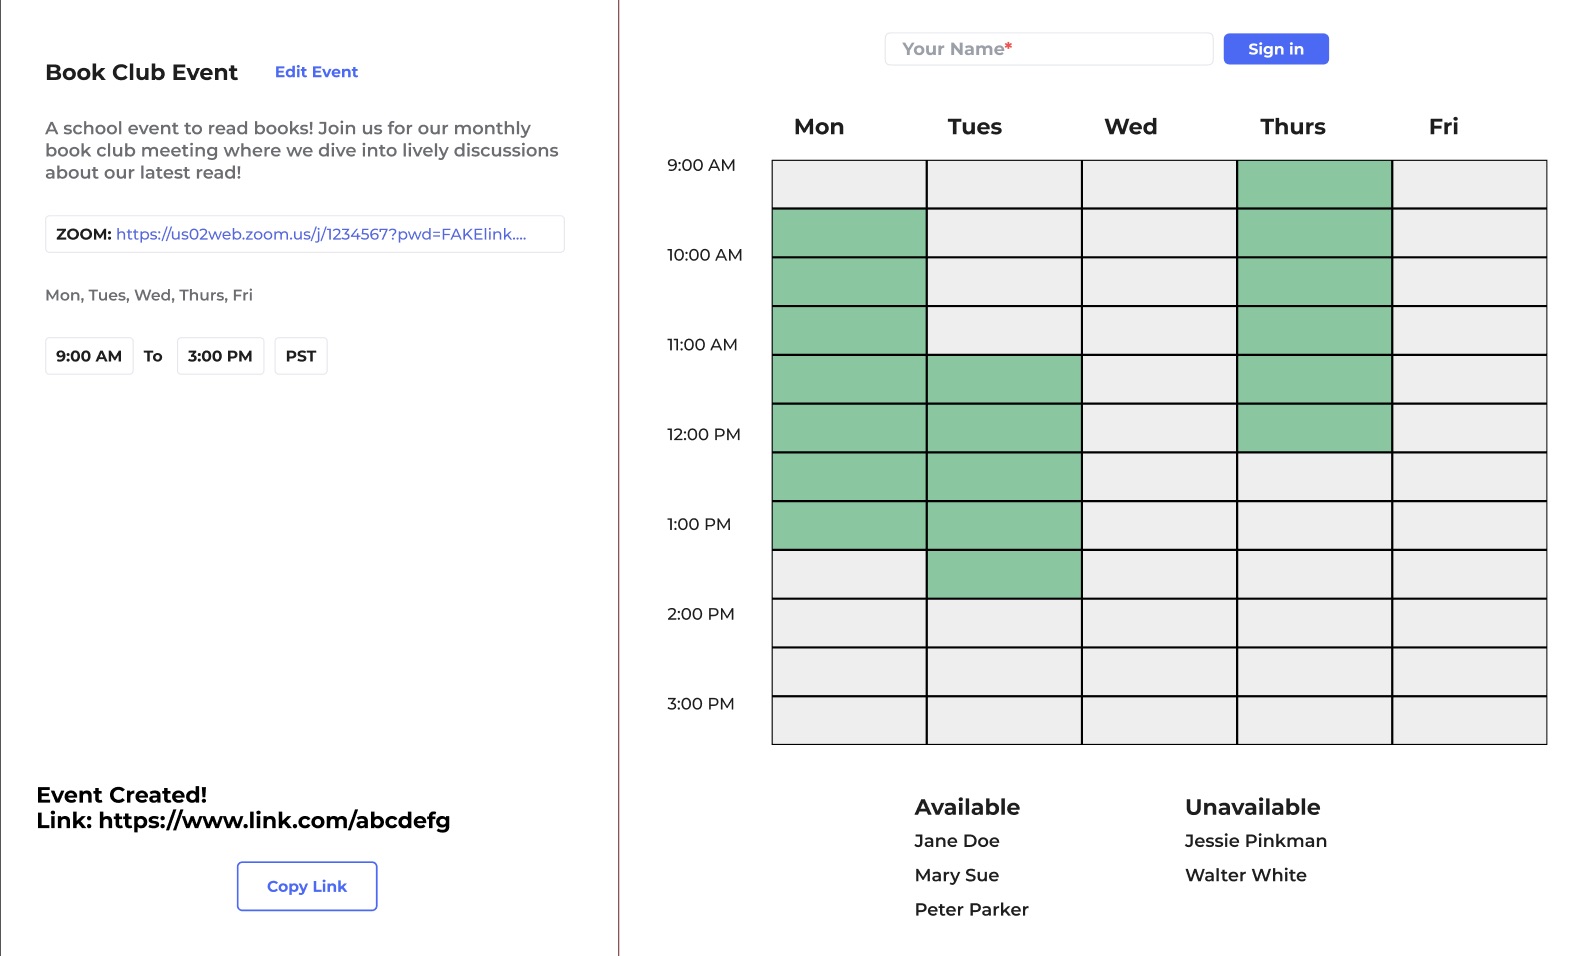 Book Club Event Edit Event
A school event to read books! Join us for our monthly
book club meeting where we dive into lively discussions
about our latest read!
ZOOM: https://us02web.zoom.us/j/1234567?pwd=FAKElink....
Mon, Tues, Wed, Thurs, Fri
9:00 AM To 3:00 PM PST
Event Created!
Link: https://www.link.com/abcdefg
Copy Link
Your Name* Sign in
Mon Tues Wed Thurs Fri
9:00 AM
10:00 AM
11:00 AM
12:00 PM
1:00 PM
2:00 PM
3:00 PM
Available
Jane Doe
Mary Sue
Peter Parker
Unavailable
Jessie Pinkman
Walter White